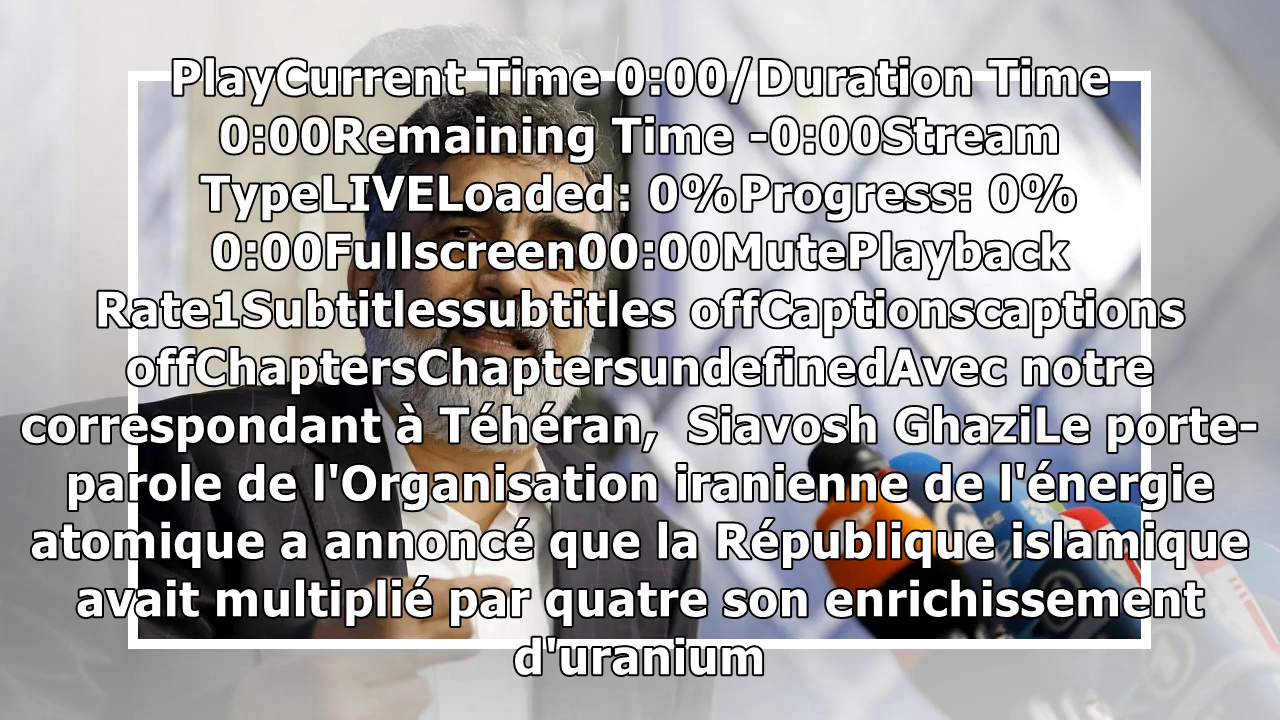 PlayCurrent Time 0:00/Duration Time
0:00Remaining Time -0:00Stream
TypeLIVELoaded: 0%Progress: 0%
0:00Fullscreen00:00MutePlayback
Rate1Subtitlessubtitles offCaptionscaptions
offChaptersChaptersundefinedAvec notre
correspondant à Téhéran,  Siavosh GhaziLe porte-
parole de l'Organisation iranienne de l'énergie
atomique a annoncé que la République islamique
avait multiplié par quatre son enrichissement
d'uranium